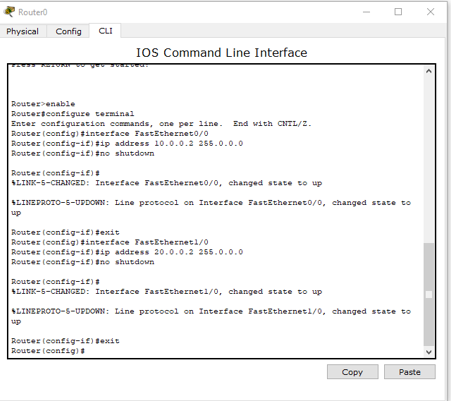 Router0
Physical Config CLI
IOS Command Line Interface
Press RETURN to get started!
Router>enable
Router#configure terminal
Enter configuration commands, one per line.  End with CNTL/Z.
Router(config)#interface FastEthernet0/0
Router(config-if)#ip address 10.0.0.2 255.0.0.0
Router(config-if)#no shutdown
Router(config-if)#
%LINK-5-CHANGED: Interface FastEthernet0/0, changed state to up
%LINEPROTO-5-UPDOWN: Line protocol on Interface FastEthernet0/0, changed state to
up
Router(config-if)#exit
Router(config)#interface FastEthernet1/0
Router(config-if)#ip address 20.0.0.2 255.0.0.0
Router(config-if)#no shutdown
Router(config-if)#
%LINK-5-CHANGED: Interface FastEthernet1/0, changed state to up
%LINEPROTO-5-UPDOWN: Line protocol on Interface FastEthernet1/0, changed state to
up
Router(config-if)#exit
Router(config)#
Copy Paste